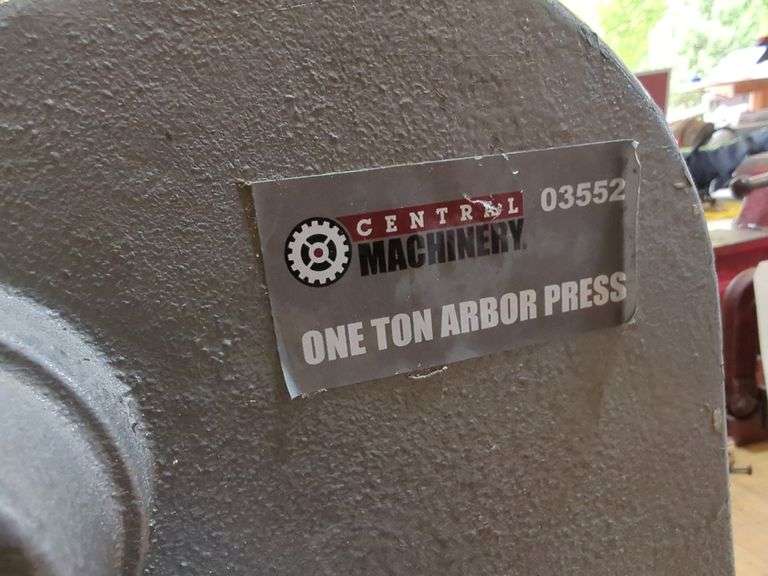 CENTRAL 03552
MACHINERY.
ONE TON ARBOR PRESS